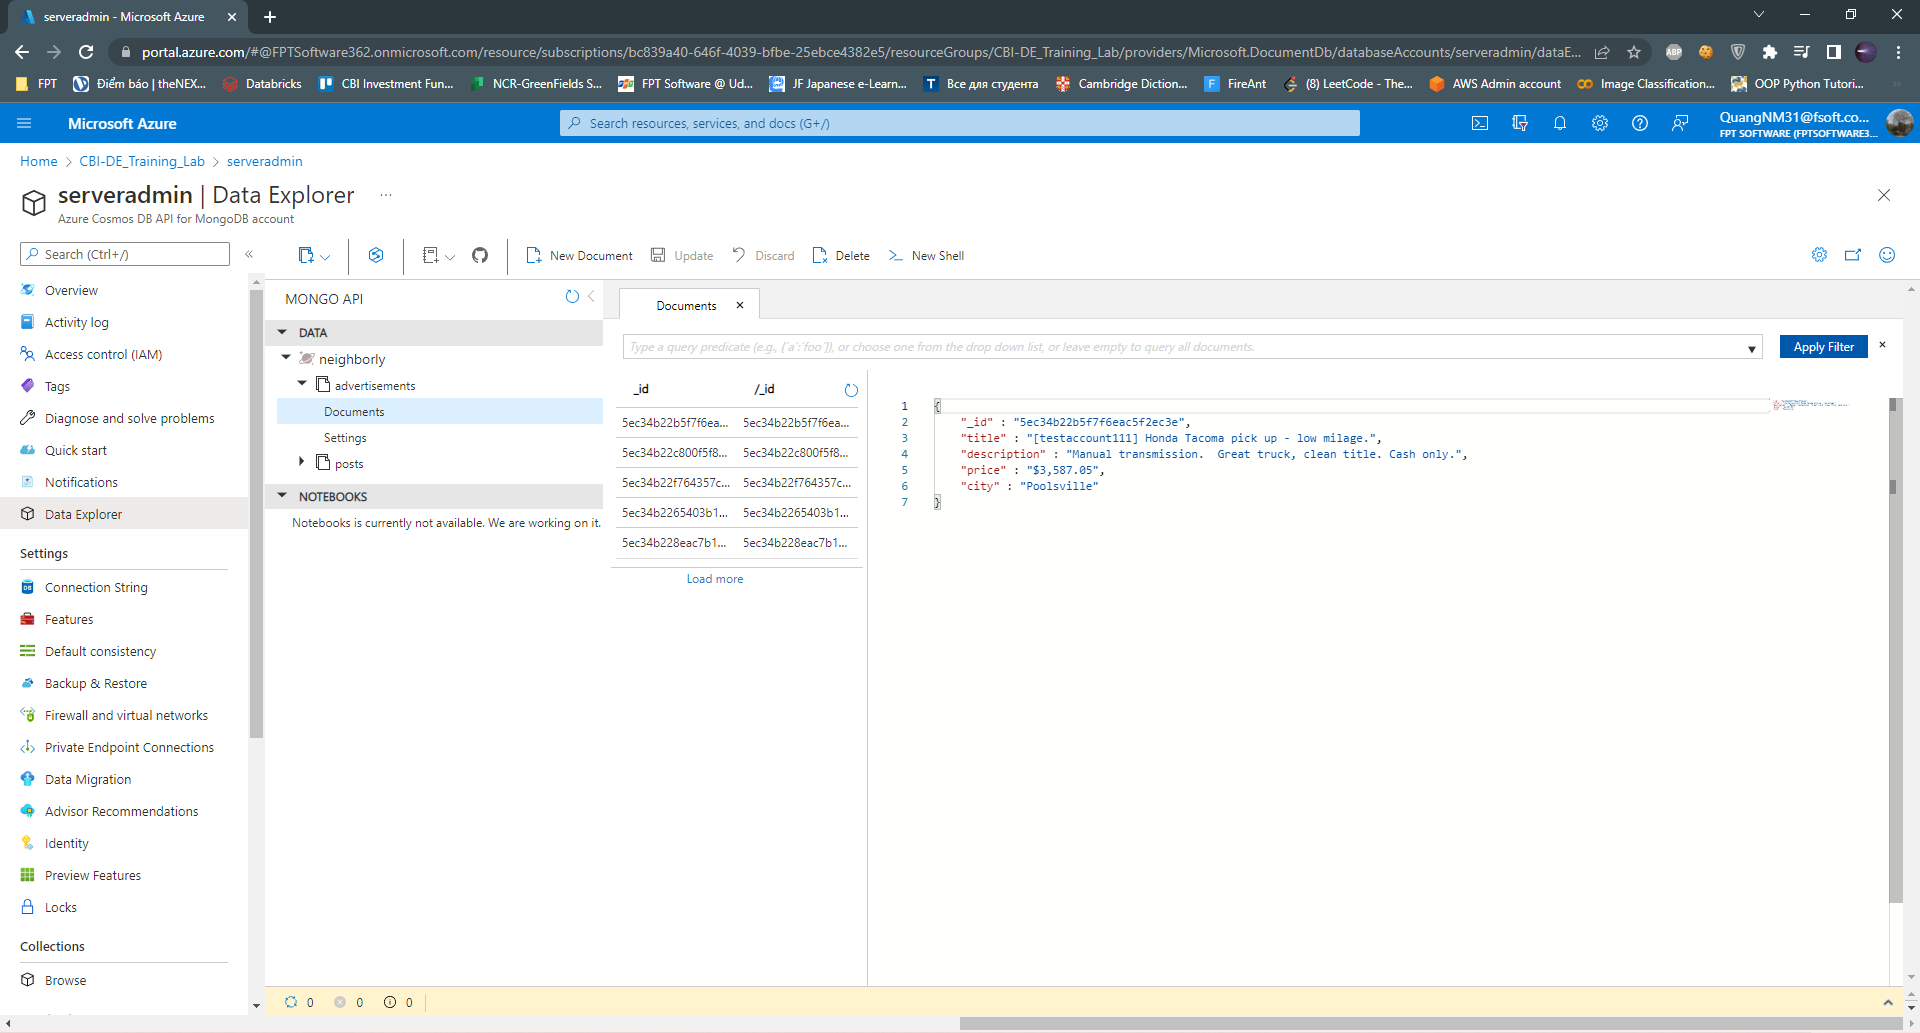 serveradmin - Microsoft Azure
portal.azure.com/#@FPTSoftware362.onmicrosoft.com/resource/subscriptions/bc839a40-646f-4039-bfbe-25ebce4382e5/resourceGroups/CBI-DE_Training_Lab/providers/Microsoft.DocumentDb/databaseAccounts/serveradmin/dataE...
ABP
FPT
Điểm báo | theNEX...
Databricks
CBI Investment Fun...
NCR-GreenFields S...
FPT Software @ Ud...
JF Japanese e-Learn...
Все для студента
Cambridge Diction...
FireAnt
(8) LeetCode - The...
AWS Admin account
Image Classification...
OOP Python Tutori...
Microsoft Azure
Search resources, services, and docs (G+/)
QuangNM31@fsoft.co...
FPT SOFTWARE (FPTSOFTWARE3...
Home > CBI-DE_Training_Lab > serveradmin
serveradmin | Data Explorer ...
Azure Cosmos DB API for MongoDB account
Search (Ctrl+/)
New Document
Update
Discard
Delete
New Shell
Overview
Activity log
Access control (IAM)
Tags
Diagnose and solve problems
Quick start
Notifications
Data Explorer
Settings
Connection String
Features
Default consistency
Backup & Restore
Firewall and virtual networks
Private Endpoint Connections
Data Migration
Advisor Recommendations
Identity
Preview Features
Locks
Collections
Browse
MONGO API
DATA
neighborly
advertisements
Documents
Settings
posts
NOTEBOOKS
Notebooks is currently not available. We are working on it.
Documents
Type a query predicate (e.g., {´a´:´foo´}), or choose one from the drop down list, or leave empty to query all documents.
Apply Filter
_id /_id
5ec34b22b5f7f6ea... 5ec34b22b5f7f6ea...
5ec34b22c800f5f8... 5ec34b22c800f5f8...
5ec34b22f764357c... 5ec34b22f764357c...
5ec34b2265403b1... 5ec34b2265403b1...
5ec34b228eac7b1... 5ec34b228eac7b1...
Load more
1 {
2 "_id" : "5ec34b22b5f7f6eac5f2ec3e",
3 "title" : "[testaccount111] Honda Tacoma pick up - low milage.",
4 "description" : "Manual transmission.  Great truck, clean title. Cash only.",
5 "price" : "$3,587.05",
6 "city" : "Poolsville"
7 }
0 0 0